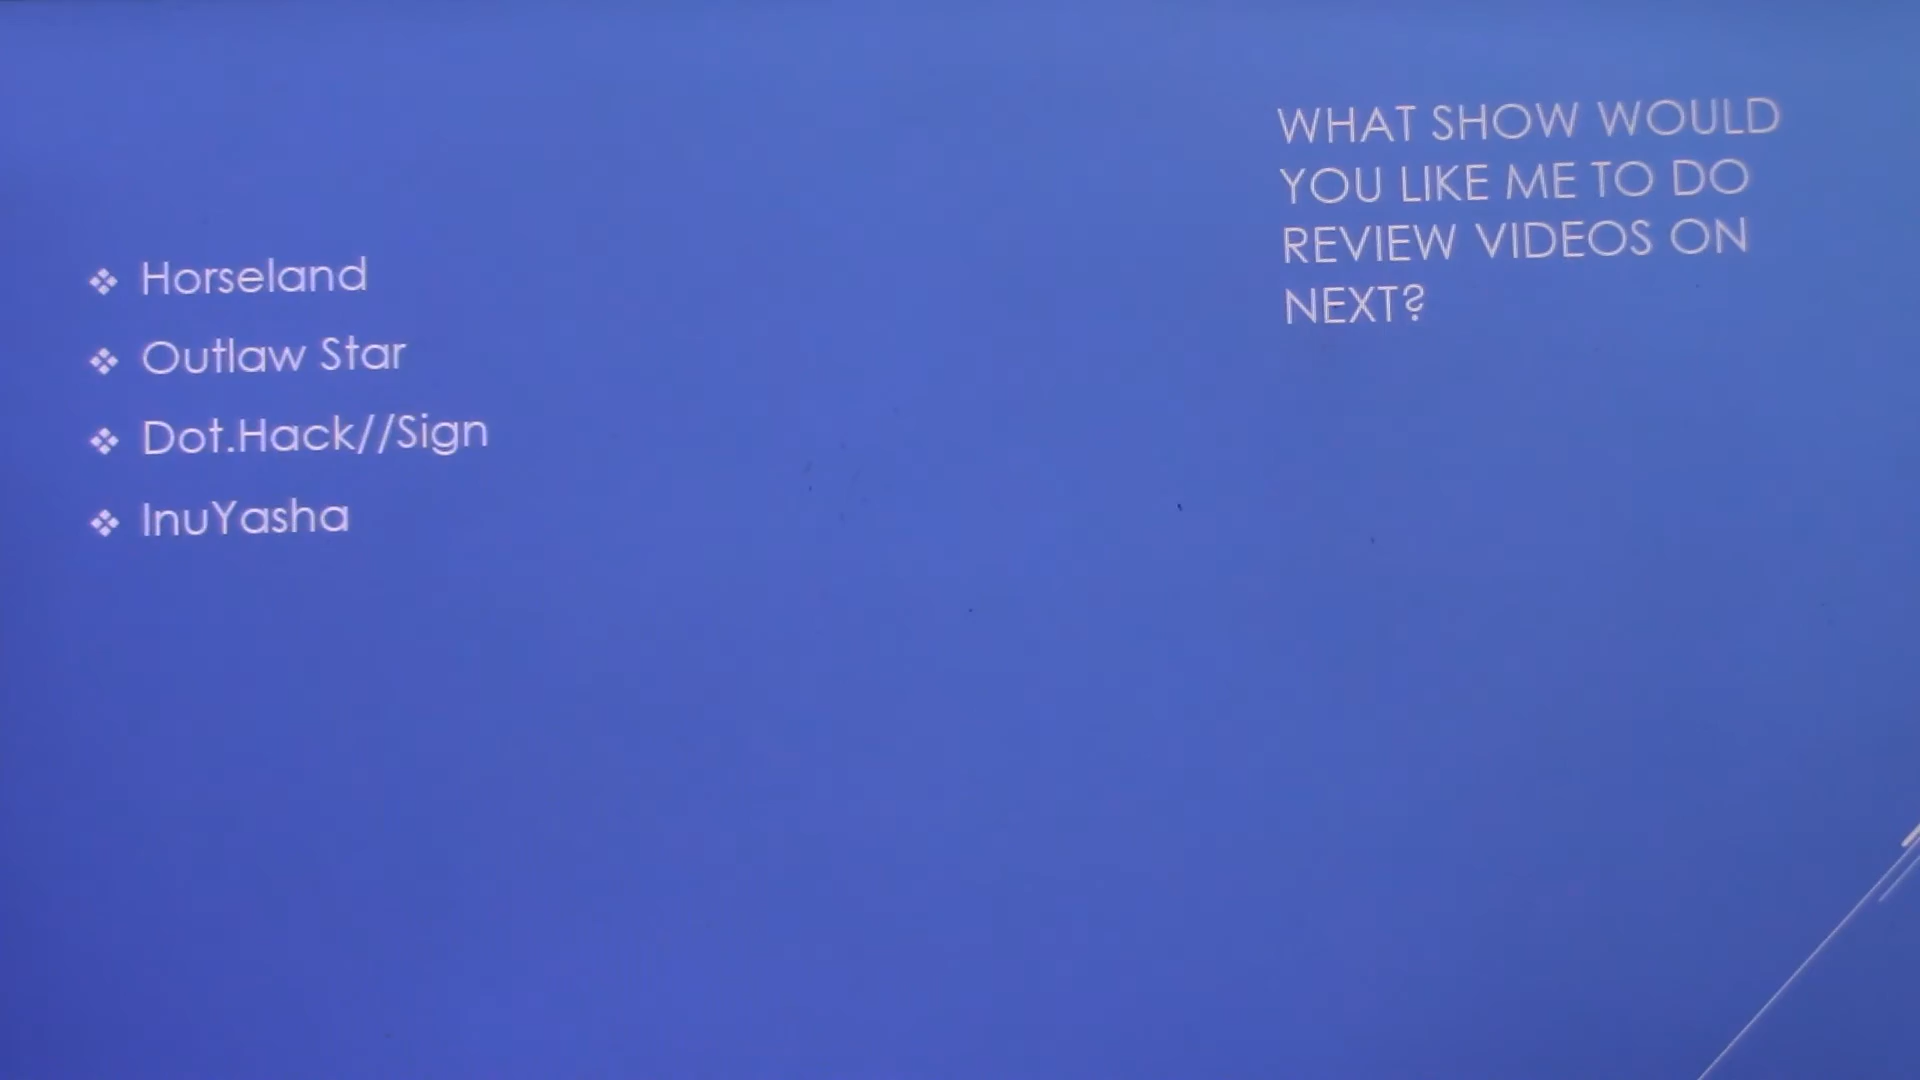 WHAT SHOW WOULD
YOU LIKE ME TO DO
REVIEW VIDEOS ON
NEXT?
Horseland
Outlaw Star
Dot.Hack//Sign
InuYasha